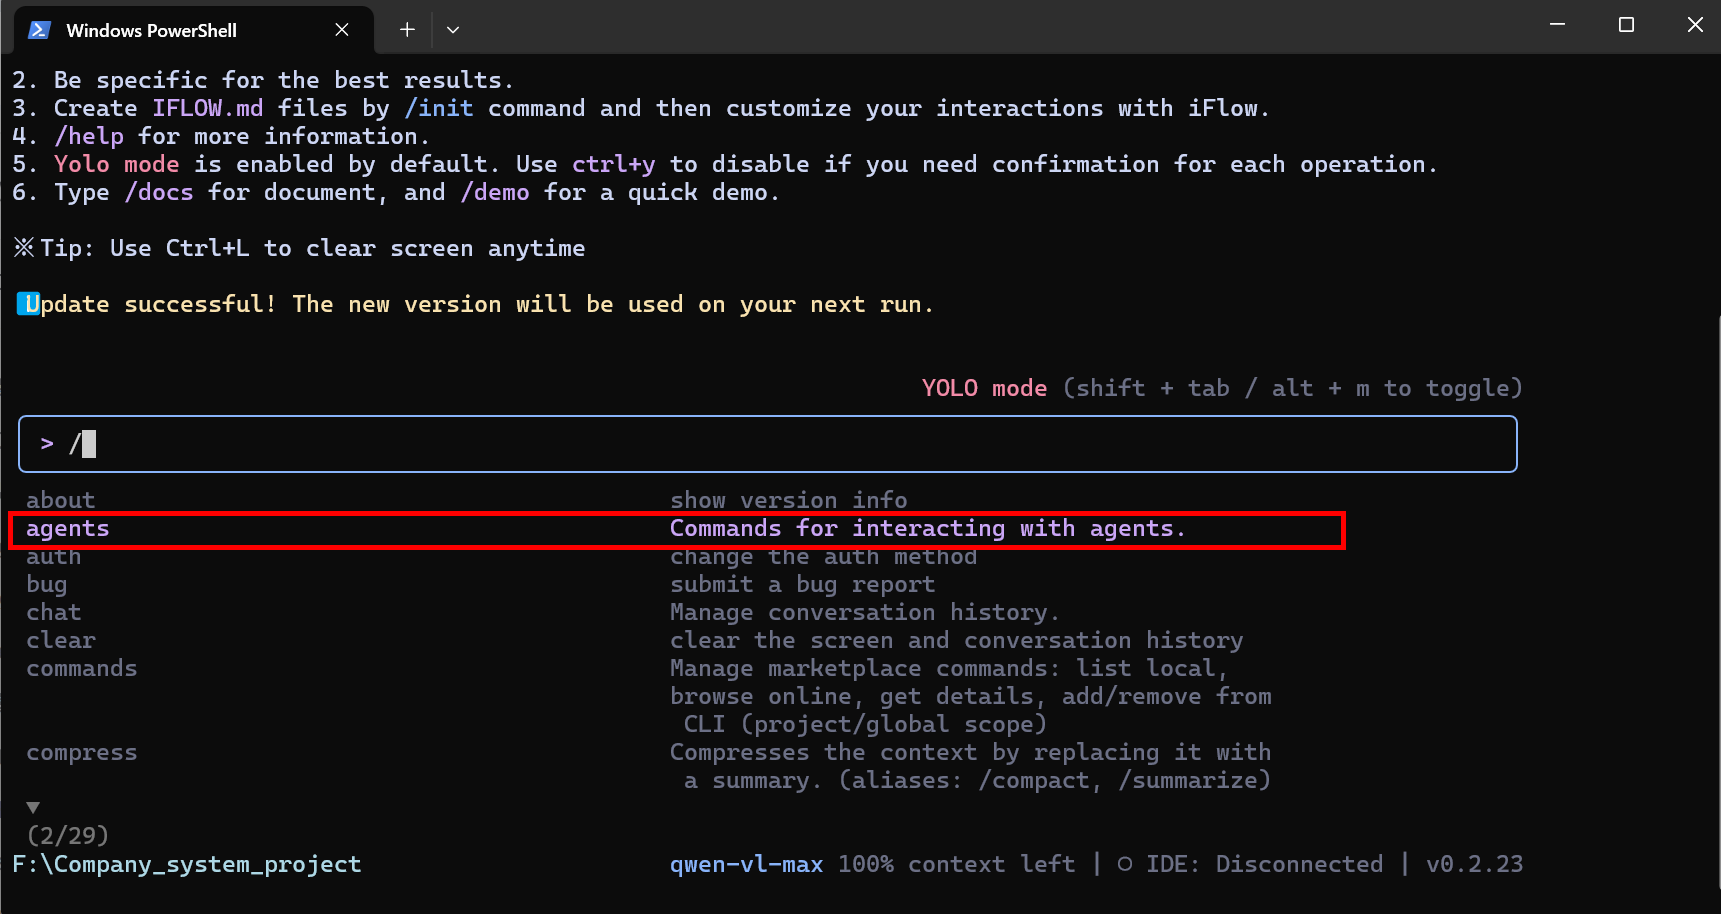 Windows PowerShell
2. Be specific for the best results.
3. Create IFLOW.md files by /init command and then customize your interactions with iFlow.
4. /help for more information.
5. Yolo mode is enabled by default. Use ctrl+y to disable if you need confirmation for each operation.
6. Type /docs for document, and /demo for a quick demo.
※Tip: Use Ctrl+L to clear screen anytime
Update successful! The new version will be used on your next run.
YOLO mode (shift + tab / alt + m to toggle)
> /
about show version info
agents Commands for interacting with agents.
auth change the auth method
bug submit a bug report
chat Manage conversation history.
clear clear the screen and conversation history
commands Manage marketplace commands: list local,
browse online, get details, add/remove from
CLI (project/global scope)
compress Compresses the context by replacing it with
a summary. (aliases: /compact, /summarize)
▼
(2/29)
F:\Company_system_project qwen-vl-max 100% context left | ○ IDE: Disconnected | v0.2.23